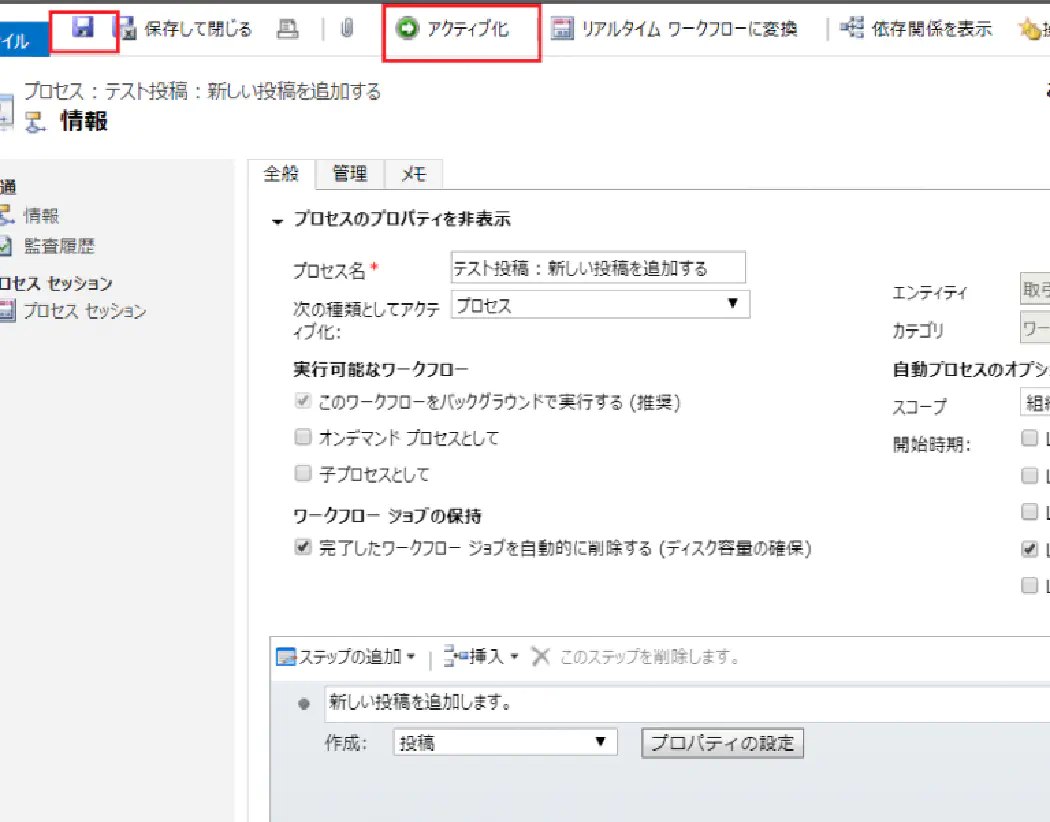 イル 保存して閉じる アクティブ化 リアルタイム ワークフローに変換 依存関係を表示
プロセス：テスト投稿：新しい投稿を追加する
情報
通
情報
監査履歴
ロセス セッション
プロセス セッション
全般 管理 メモ
プロセスのプロパティを非表示
プロセス名* テスト投稿：新しい投稿を追加する
次の種類としてアクティブ化: プロセス
実行可能なワークフロー
このワークフローをバックグラウンドで実行する (推奨)
オンデマンド プロセスとして
子プロセスとして
ワークフロー ジョブの保持
完了したワークフロー ジョブを自動的に削除する (ディスク容量の確保)
エンティティ 取引
カテゴリ ワー
自動プロセスのオプシ
スコープ 組織
開始時期:
ステップの追加 挿入 このステップを削除します。
新しい投稿を追加します。
作成: 投稿 プロパティの設定